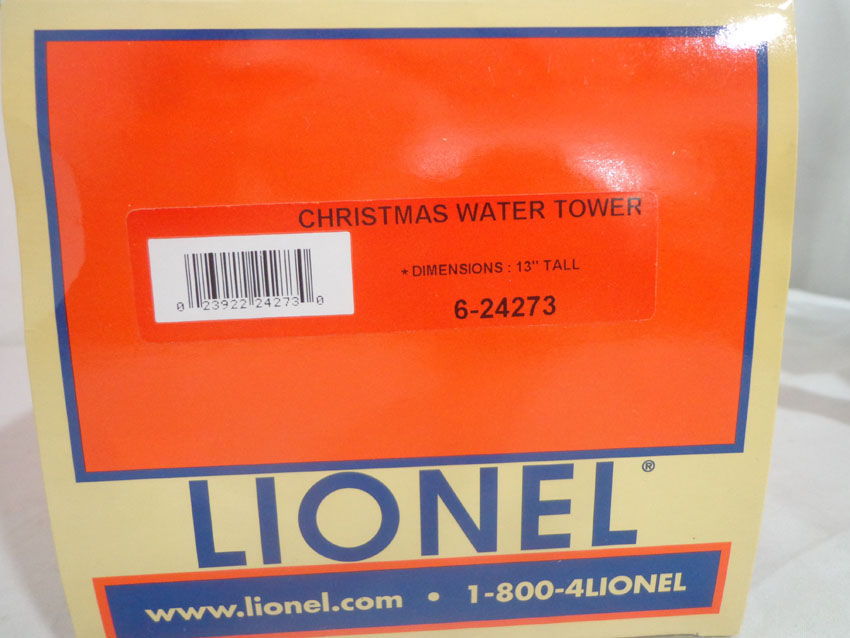 CHRISTMAS WATER TOWER
* DIMENSIONS : 13" TALL
6-24273
0 23922 24273 0
LIONEL®
www.lionel.com • 1-800-4LIONEL